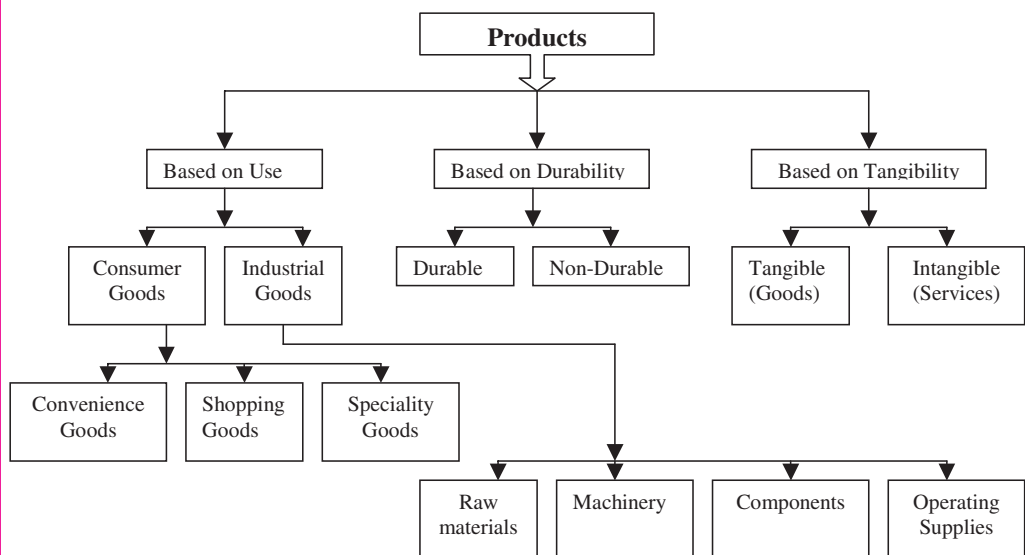 Products
Based on Use
Based on Durability
Based on Tangibility
Consumer
Goods
Industrial
Goods
Durable
Non-Durable
Tangible
(Goods)
Intangible
(Services)
Convenience
Goods
Shopping
Goods
Speciality
Goods
Raw
materials
Machinery
Components
Operating
Supplies